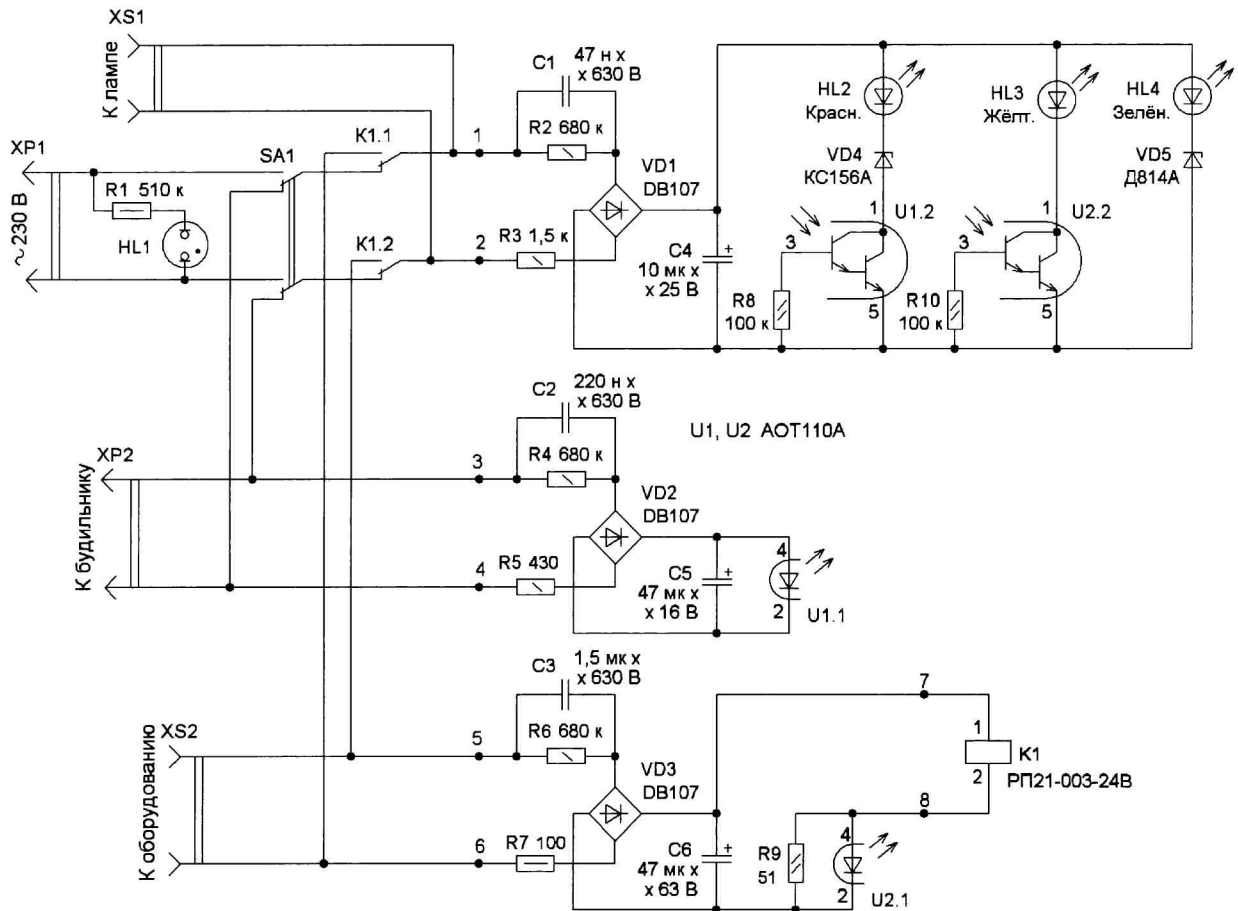 XS1
К лампе
XP1
~230 В
R1 510 к
HL1
SA1
К1.1
К1.2
1
2
C1
47 н х
х 630 В
R2 680 к
R3 1,5 к
VD1
DB107
C4
10 мк х
х 25 В
+
HL2
Красн.
VD4
КС156А
1
U1.2
3
5
R8
100 к
HL3
Жёлт.
1
U2.2
3
5
R10
100 к
HL4
Зелён.
VD5
Д814А
XP2
К будильнику
3
4
C2
220 н х
х 630 В
R4 680 к
R5 430
VD2
DB107
C5
47 мк х
х 16 В
+
4
2
U1.1
U1, U2 АОТ110А
XS2
К оборудованию
5
6
C3
1,5 мк х
х 630 В
R6 680 к
R7 100
VD3
DB107
C6
47 мк х
х 63 В
+
7
8
1
2
К1
РП21-003-24В
R9
51
4
2
U2.1